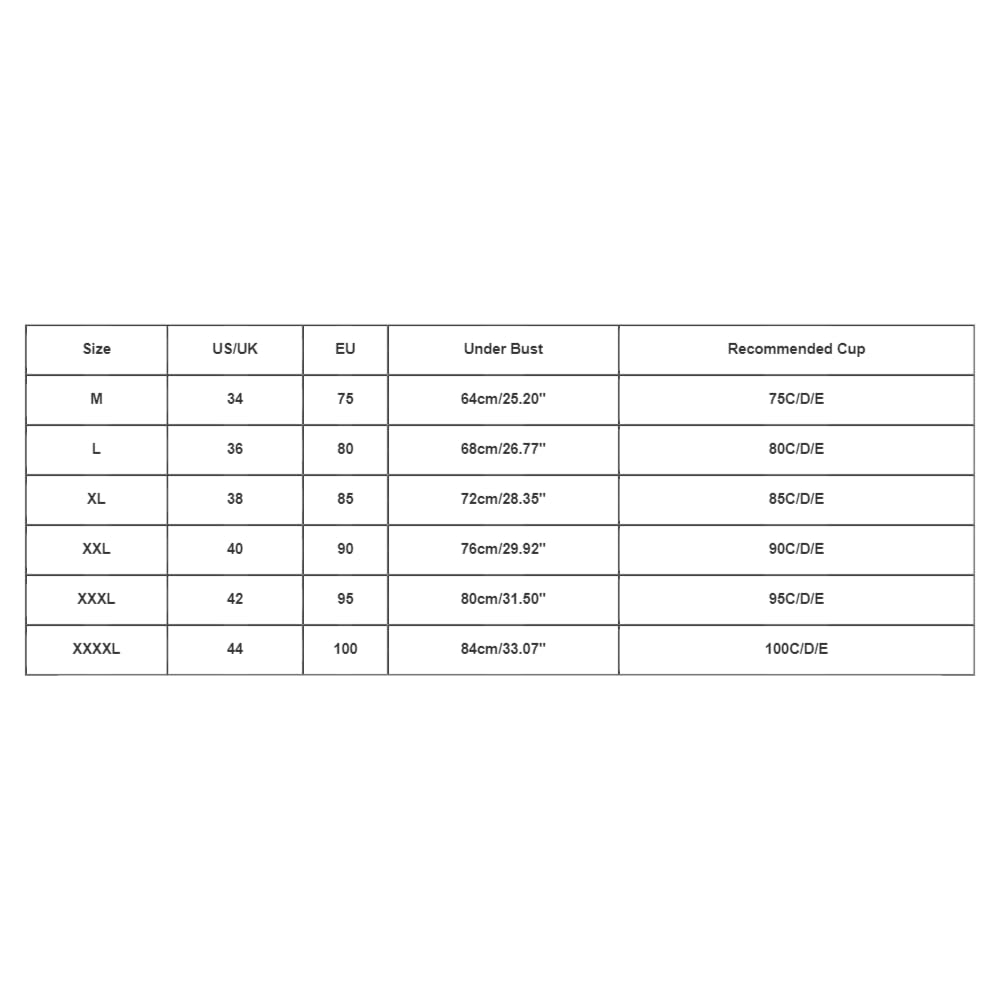 Size US/UK EU Under Bust Recommended Cup
M 34 75 64cm/25.20" 75C/D/E
L 36 80 68cm/26.77" 80C/D/E
XL 38 85 72cm/28.35" 85C/D/E
XXL 40 90 76cm/29.92" 90C/D/E
XXXL 42 95 80cm/31.50" 95C/D/E
XXXXL 44 100 84cm/33.07" 100C/D/E